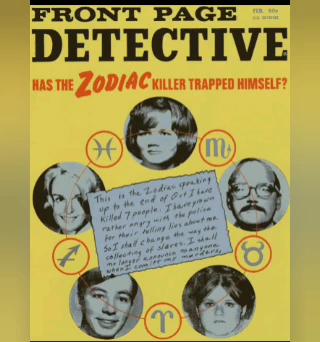 FRONT PAGE
FEB. 50c
DETECTIVE
HAS THE ZODIAC KILLER TRAPPED HIMSELF?
This is the Zodiac speaking
up to the end of Oct I have
killed 7 people. I have grown
rather angry with the police
for their telling lies about me
So I shall change the way the
collecting of slaves. I shall
no longer announce to anyone
when I comitt my murders,